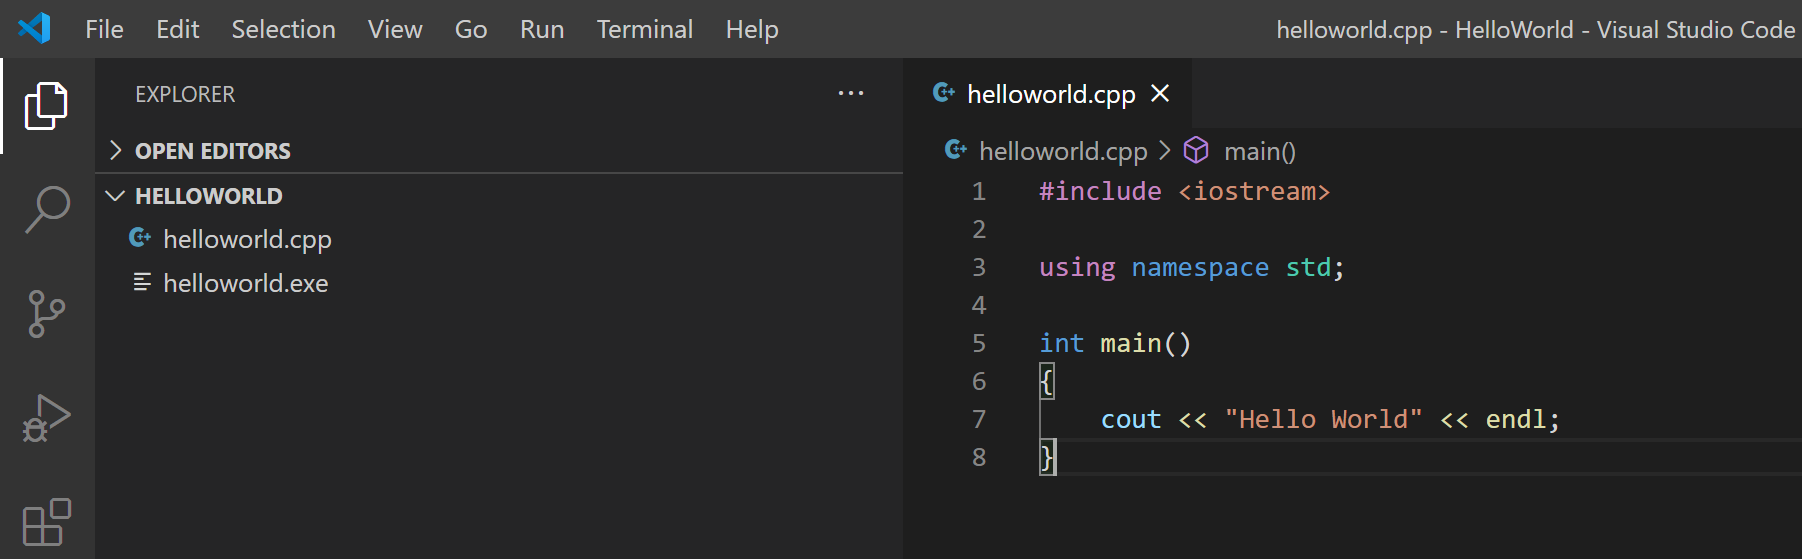 File Edit Selection View Go Run Terminal Help helloworld.cpp - HelloWorld - Visual Studio Code
EXPLORER ...
OPEN EDITORS
HELLOWORLD
helloworld.cpp
helloworld.exe
helloworld.cpp
helloworld.cpp > main()
1 #include <iostream>
2
3 using namespace std;
4
5 int main()
6 {
7     cout << "Hello World" << endl;
8 }